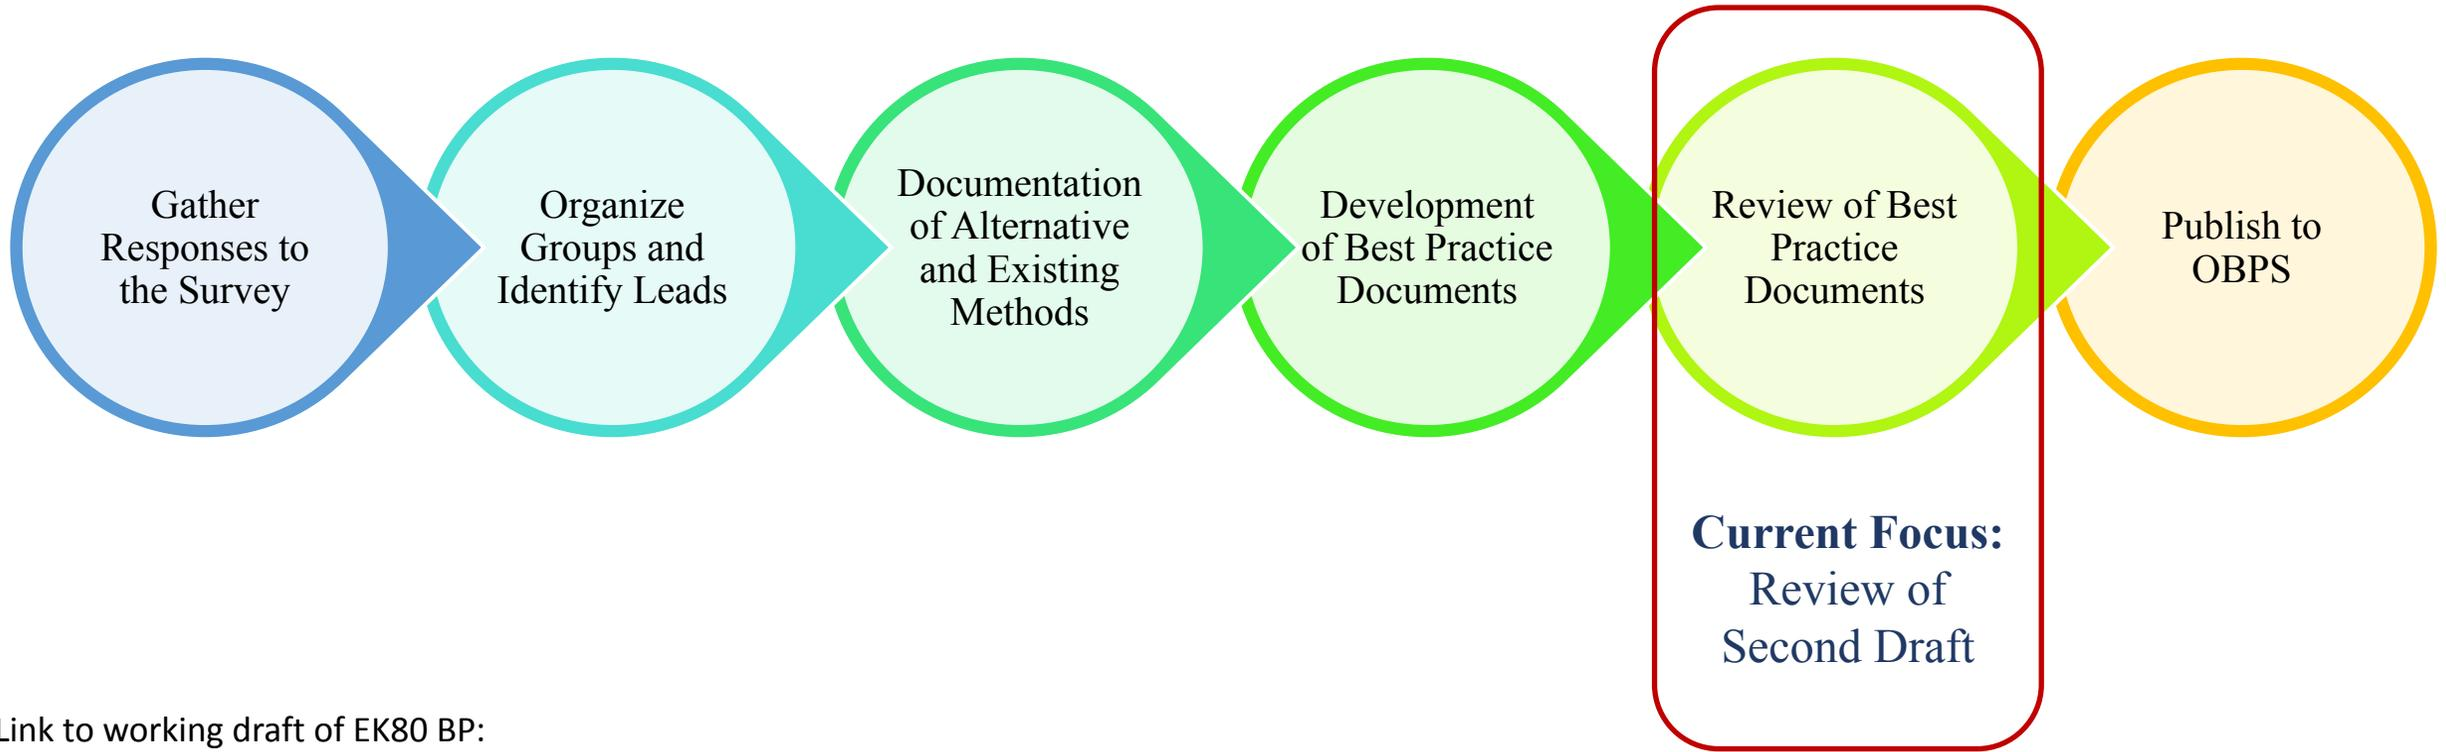 Gather
Responses to
the Survey
Organize
Groups and
Identify Leads
Documentation
of Alternative
and Existing
Methods
Development
of Best Practice
Documents
Review of Best
Practice
Documents
Publish to
OBPS
Current Focus:
Review of
Second Draft
Link to working draft of EK80 BP: